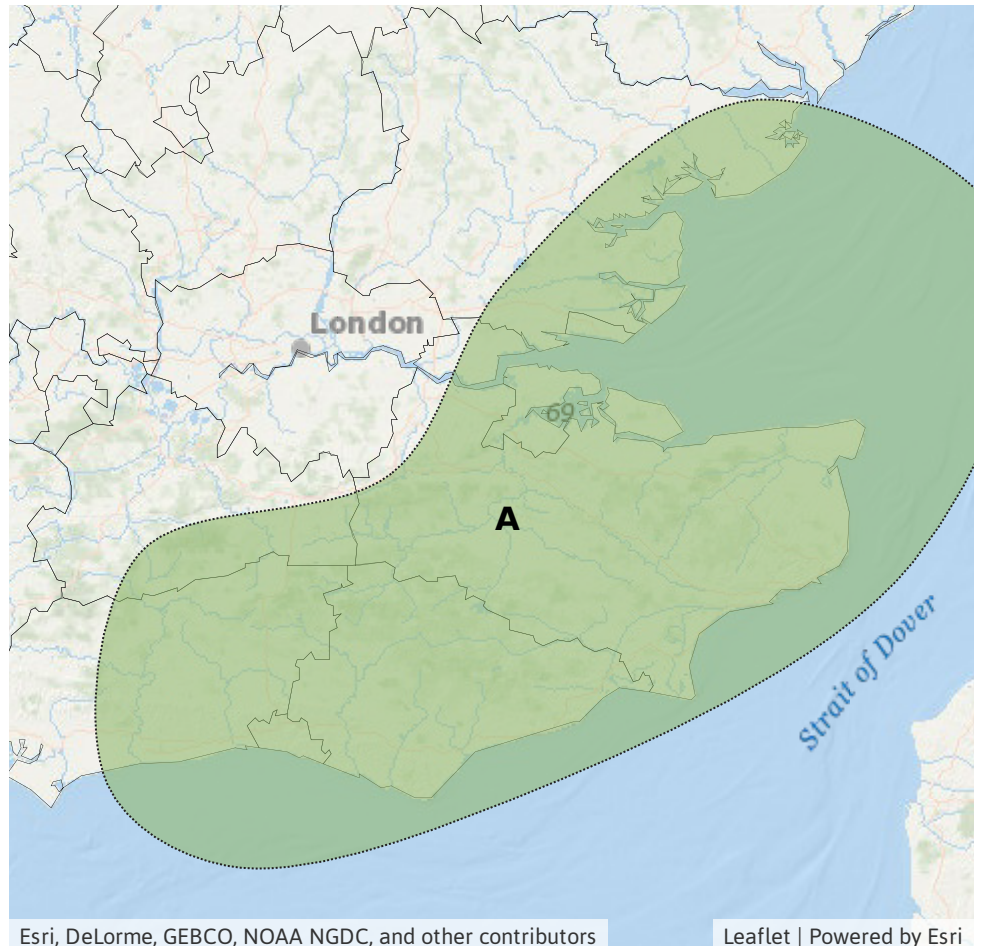 London
69
A
Strait of Dover
Esri, DeLorme, GEBCO, NOAA NGDC, and other contributors
Leaflet | Powered by Esri